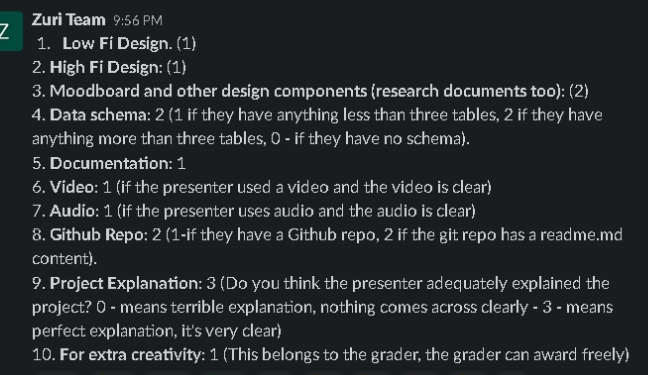 Z
Zuri Team 9:56 PM
1. Low Fi Design. (1)
2. High Fi Design: (1)
3. Moodboard and other design components (research documents too): (2)
4. Data schema: 2 (1 if they have anything less than three tables, 2 if they have
anything more than three tables, 0 - if they have no schema).
5. Documentation: 1
6. Video: 1 (if the presenter used a video and the video is clear)
7. Audio: 1 (if the presenter uses audio and the audio is clear)
8. Github Repo: 2 (1-if they have a Github repo, 2 if the git repo has a readme.md
content).
9. Project Explanation: 3 (Do you think the presenter adequately explained the
project? 0 - means terrible explanation, nothing comes across clearly - 3 - means
perfect explanation, it's very clear)
10. For extra creativity: 1 (This belongs to the grader, the grader can award freely)